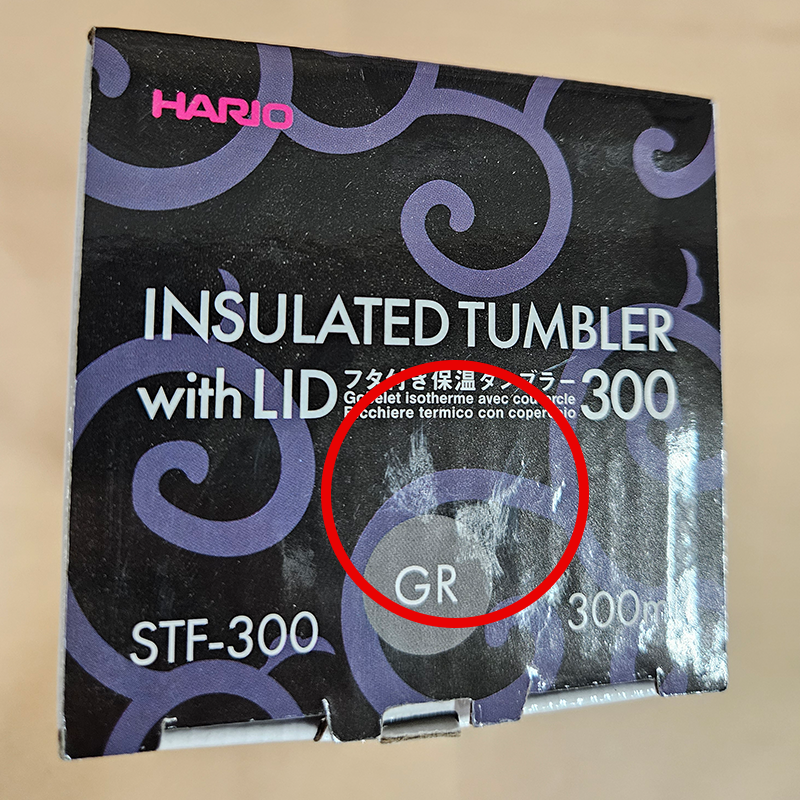 HARIO
INSULATED TUMBLER
with LID フタ付き保温タンブラー 300
Gobelet isotherme avec couvercle
Bicchiere termico con coperchio
GR
STF-300
300ml